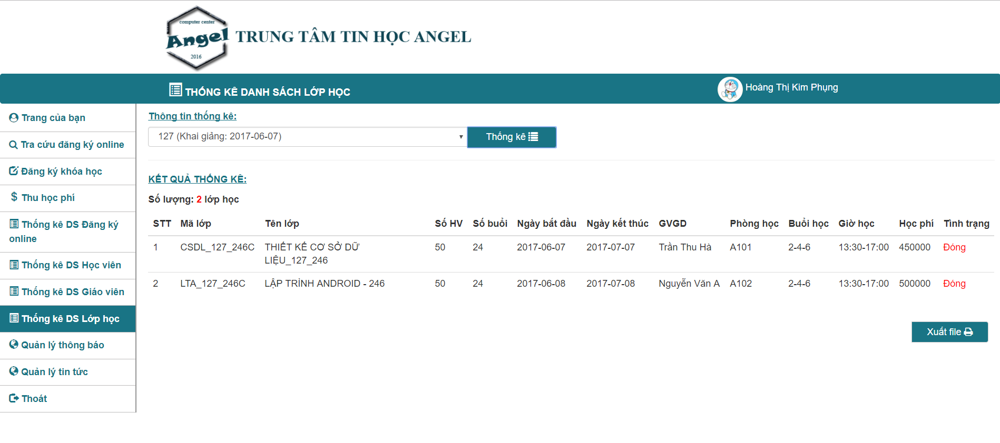 computer center
Angel
2016
TRUNG TÂM TIN HỌC ANGEL
THỐNG KÊ DANH SÁCH LỚP HỌC
Hoàng Thị Kim Phụng
Trang của bạn
Tra cứu đăng ký online
Đăng ký khóa học
Thu học phí
Thống kê DS Đăng ký
online
Thống kê DS Học viên
Thống kê DS Giáo viên
Thống kê DS Lớp học
Quản lý thông báo
Quản lý tin tức
Thoát
Thông tin thống kê:
127 (Khai giảng: 2017-06-07)
Thống kê
KẾT QUẢ THỐNG KÊ:
Số lượng: 2 lớp học
STT Mã lớp Tên lớp Số HV Số buổi Ngày bắt đầu Ngày kết thúc GVGD Phòng học Buổi học Giờ học Học phí Tình trạng
1 CSDL_127_246C THIẾT KẾ CƠ SỞ DỮ 50 24 2017-06-07 2017-07-07 Trần Thu Hà A101 2-4-6 13:30-17:00 450000 Đóng
LIỆU_127_246
2 LTA_127_246C LẬP TRÌNH ANDROID - 246 50 24 2017-06-08 2017-07-08 Nguyễn Văn A A102 2-4-6 13:30-17:00 500000 Đóng
Xuất file